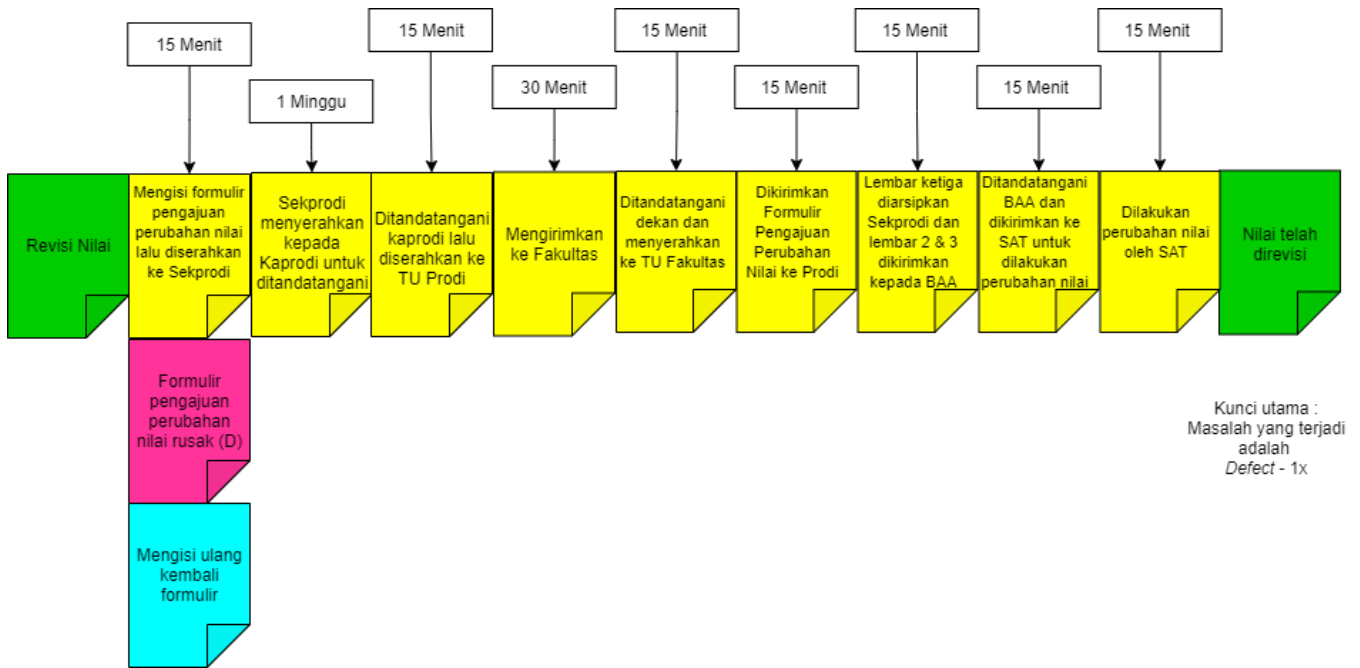 15 Menit
1 Minggu
15 Menit
30 Menit
15 Menit
15 Menit
15 Menit
15 Menit
15 Menit
Revisi Nilai
Mengisi formulir
pengajuan
perubahan nilai
lalu diserahkan
ke Sekprodi
Sekprodi
menyerahkan
kepada
Kaprodi untuk
ditandatangani
Ditandatangani
kaprodi lalu
diserahkan ke
TU Prodi
Mengirimkan
ke Fakultas
Ditandatangani
dekan dan
menyerahkan
ke TU Fakultas
Dikirimkan
Formulir
Pengajuan
Perubahan
Nilai ke Prodi
Lembar ketiga
diarsipkan
Sekprodi dan
lembar 2 & 3
dikirimkan
kepada BAA
Ditandatangani
BAA dan
dikirimkan ke
SAT untuk
dilakukan
perubahan nilai
Dilakukan
perubahan nilai
oleh SAT
Nilai telah
direvisi
Formulir
pengajuan
perubahan
nilai rusak (D)
Mengisi ulang
kembali
formulir
Kunci utama :
Masalah yang terjadi
adalah
Defect - 1x